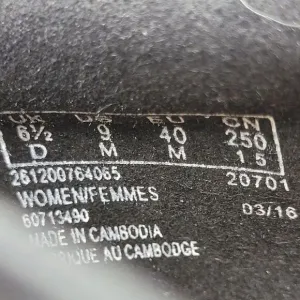 UK US EU CN
6½ 9 40 250
D M M 1.5
261200764065 20701
WOMEN/FEMMES
60713490 03/16
MADE IN CAMBODIA
FABRIQUE AU CAMBODGE